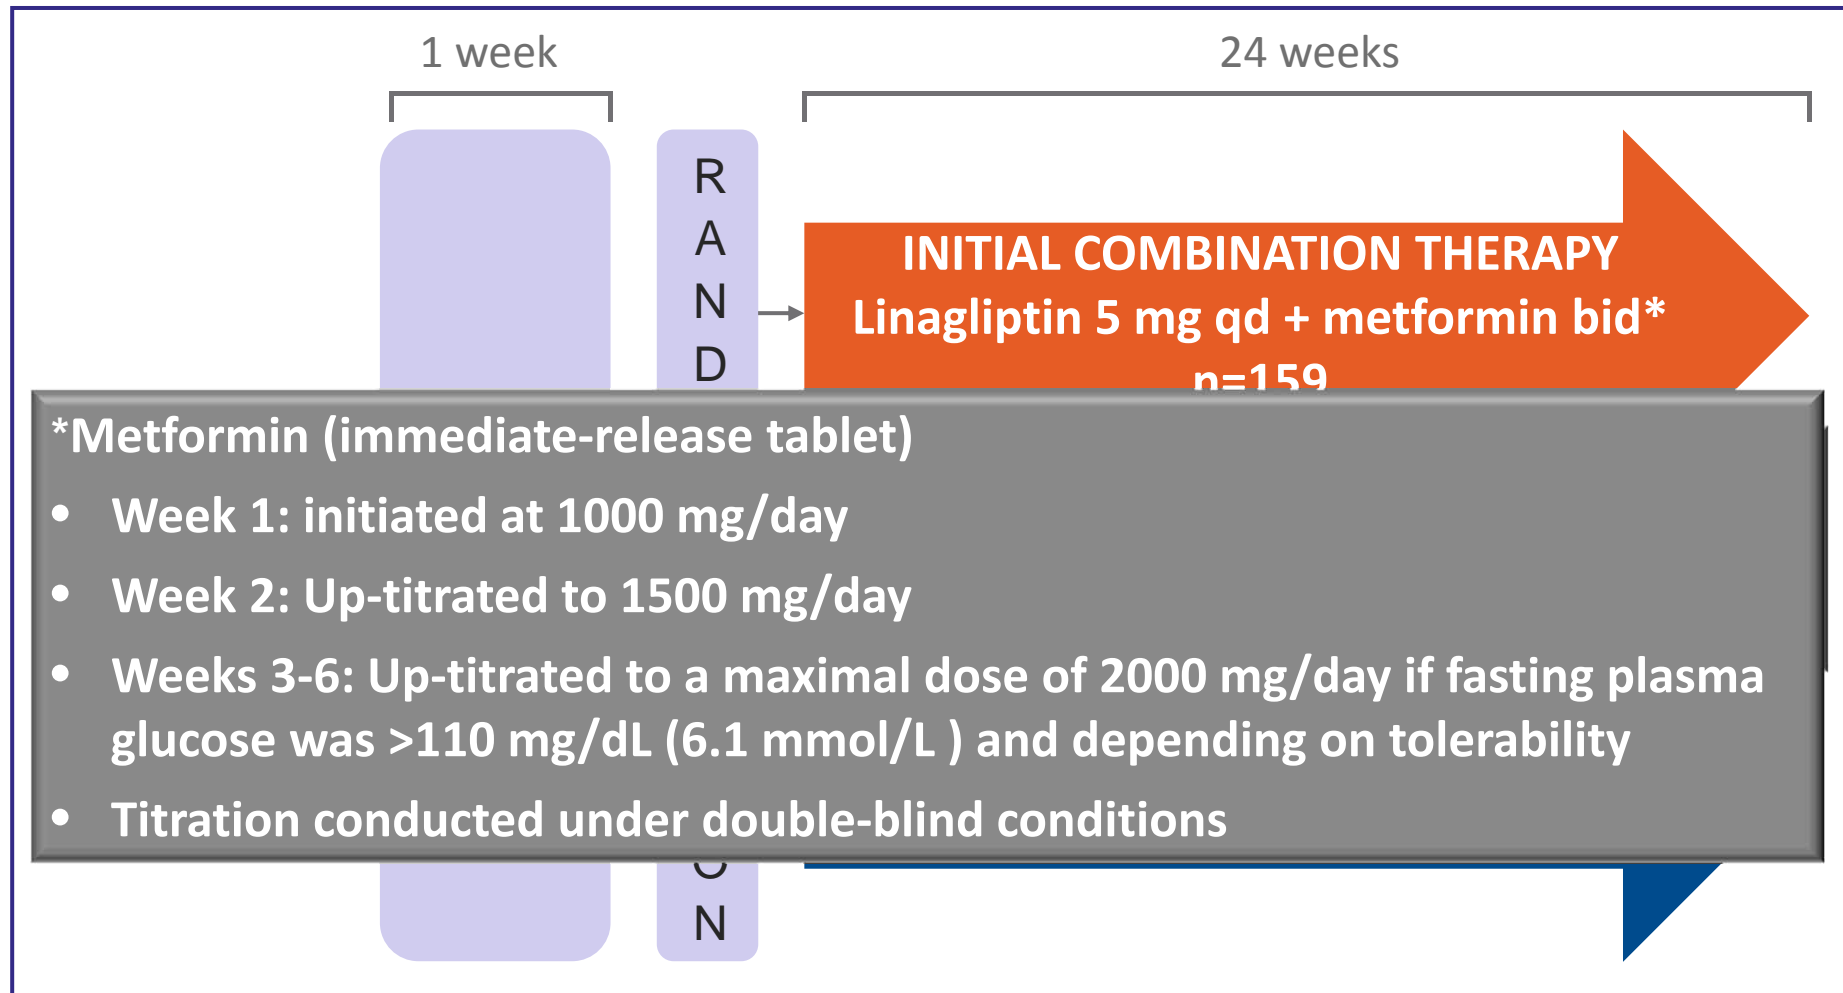 1 week
24 weeks
R
A
N
D
INITIAL COMBINATION THERAPY
Linagliptin 5 mg qd + metformin bid*
n=159
*Metformin (immediate-release tablet)
• Week 1: initiated at 1000 mg/day
• Week 2: Up-titrated to 1500 mg/day
• Weeks 3-6: Up-titrated to a maximal dose of 2000 mg/day if fasting plasma
glucose was >110 mg/dL (6.1 mmol/L ) and depending on tolerability
• Titration conducted under double-blind conditions
O
N